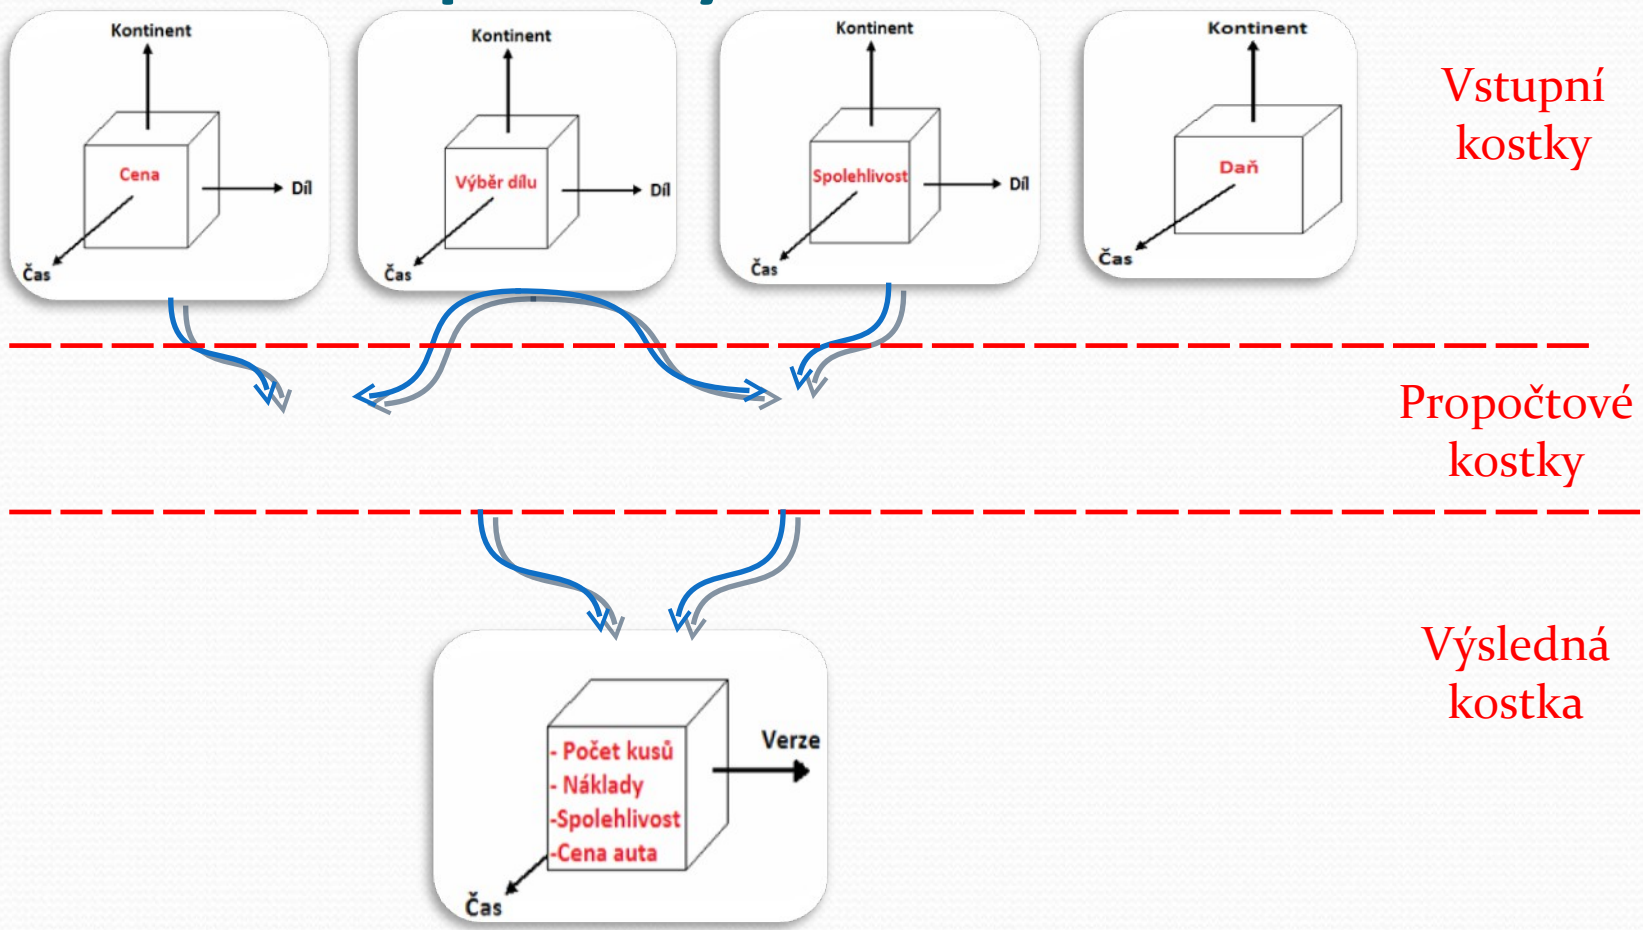 Kontinent
Cena
Díl
Čas
Kontinent
Výběr dílu
Díl
Čas
Kontinent
Spolehlivost
Díl
Čas
Kontinent
Daň
Čas
Vstupní
kostky
Propočtové
kostky
Výsledná
kostka
- Počet kusů
- Náklady
-Spolehlivost
-Cena auta
Verze
Čas